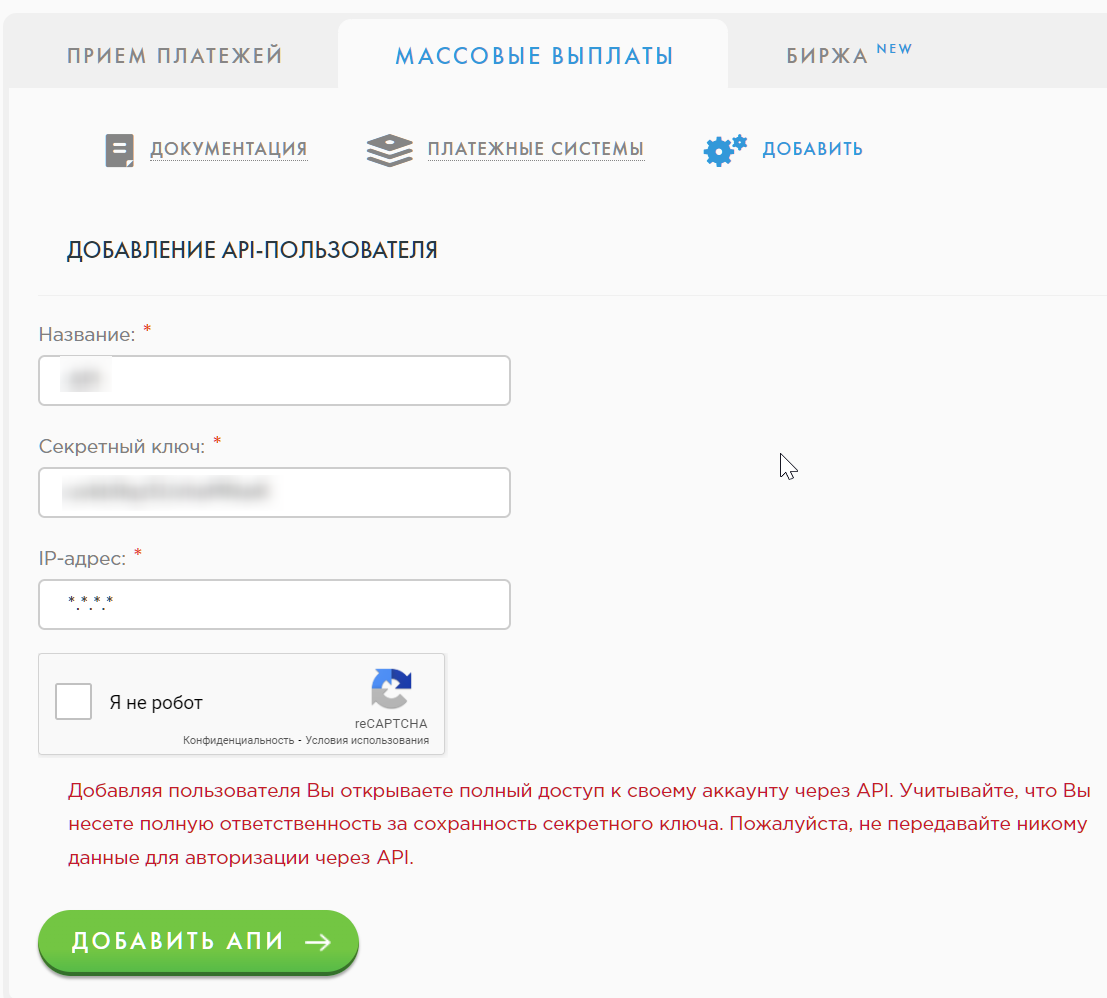 ПРИЕМ ПЛАТЕЖЕЙ
МАССОВЫЕ ВЫПЛАТЫ
БИРЖА NEW
ДОКУМЕНТАЦИЯ
ПЛАТЕЖНЫЕ СИСТЕМЫ
ДОБАВИТЬ
ДОБАВЛЕНИЕ API-ПОЛЬЗОВАТЕЛЯ
Название: *
Секретный ключ: *
IP-адрес: *
*.*.*.*
Я не робот
reCAPTCHA
Конфиденциальность - Условия использования
Добавляя пользователя Вы открываете полный доступ к своему аккаунту через API. Учитывайте, что Вы
несете полную ответственность за сохранность секретного ключа. Пожалуйста, не передавайте никому
данные для авторизации через API.
ДОБАВИТЬ АПИ →